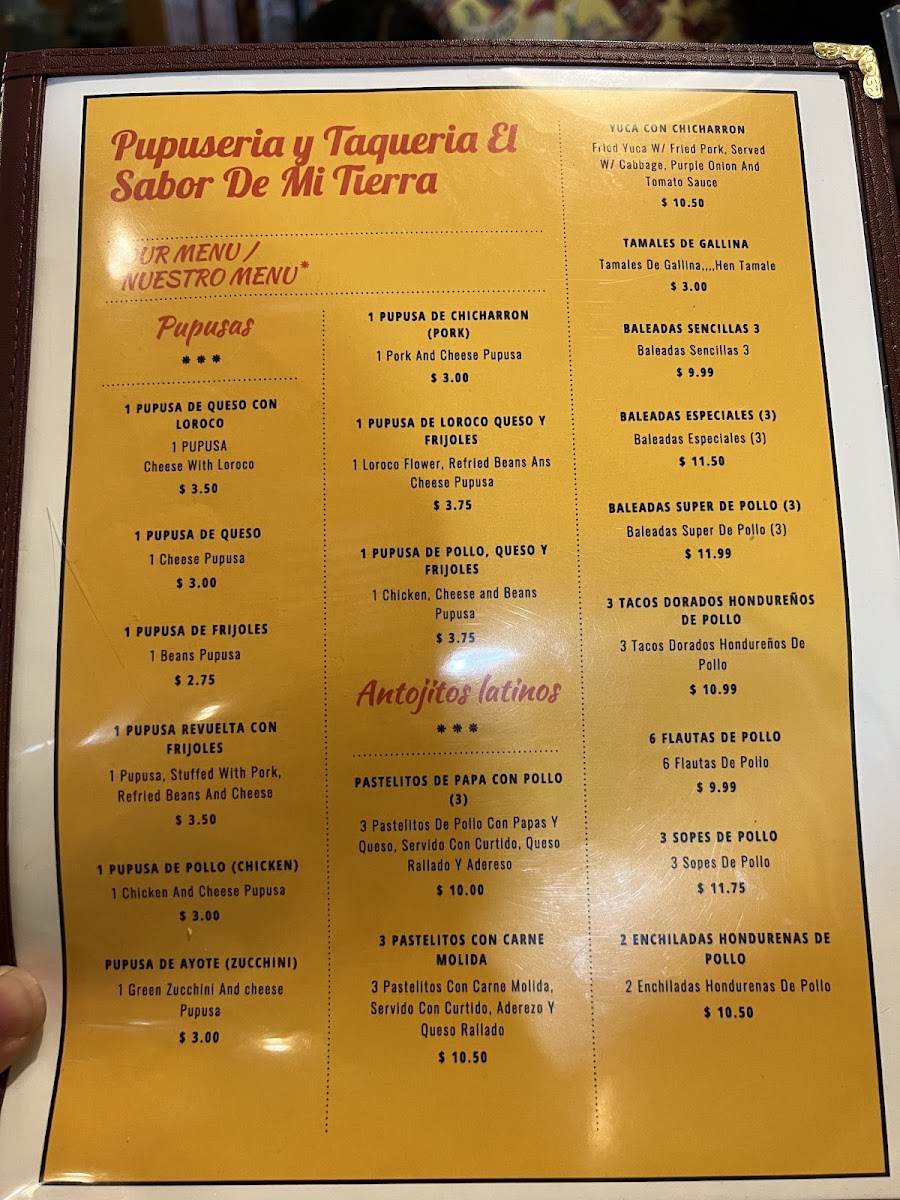 Pupuseria y Taqueria El
Sabor De Mi Tierra
OUR MENU /
NUESTRO MENU*
Pupusas
1 PUPUSA DE QUESO CON
LOROCO
1 PUPUSA
Cheese With Loroco
$ 3.50
1 PUPUSA DE QUESO
1 Cheese Pupusa
$ 3.00
1 PUPUSA DE FRIJOLES
1 Beans Pupusa
$ 2.75
1 PUPUSA REVUELTA CON
FRIJOLES
1 Pupusa, Stuffed With Pork,
Refried Beans And Cheese
$ 3.50
1 PUPUSA DE POLLO (CHICKEN)
1 Chicken And Cheese Pupusa
$ 3.00
PUPUSA DE AYOTE (ZUCCHINI)
1 Green Zucchini And cheese
Pupusa
$ 3.00
1 PUPUSA DE CHICHARRON
(PORK)
1 Pork And Cheese Pupusa
$ 3.00
1 PUPUSA DE LOROCO QUESO Y
FRIJOLES
1 Loroco Flower, Refried Beans Ans
Cheese Pupusa
$ 3.75
1 PUPUSA DE POLLO, QUESO Y
FRIJOLES
1 Chicken, Cheese and Beans
Pupusa
$ 3.75
Antojitos latinos
PASTELITOS DE PAPA CON POLLO
(3)
3 Pastelitos De Pollo Con Papas Y
Queso, Servido Con Curtido, Queso
Rallado Y Adereso
$ 10.00
3 PASTELITOS CON CARNE
MOLIDA
3 Pastelitos Con Carne Molida,
Servido Con Curtido, Aderezo Y
Queso Rallado
$ 10.50
YUCA CON CHICHARRON
Fried Yuca W/ Fried Pork, Served
W/ Cabbage, Purple Onion And
Tomato Sauce
$ 10.50
TAMALES DE GALLINA
Tamales De Gallina,,,,Hen Tamale
$ 3.00
BALEADAS SENCILLAS 3
Baleadas Sencillas 3
$ 9.99
BALEADAS ESPECIALES (3)
Baleadas Especiales (3)
$ 11.50
BALEADAS SUPER DE POLLO (3)
Baleadas Super De Pollo (3)
$ 11.99
3 TACOS DORADOS HONDUREÑOS
DE POLLO
3 Tacos Dorados Hondureños De
Pollo
$ 10.99
6 FLAUTAS DE POLLO
6 Flautas De Pollo
$ 9.99
3 SOPES DE POLLO
3 Sopes De Pollo
$ 11.75
2 ENCHILADAS HONDURENAS DE
POLLO
2 Enchiladas Hondurenas De Pollo
$ 10.50